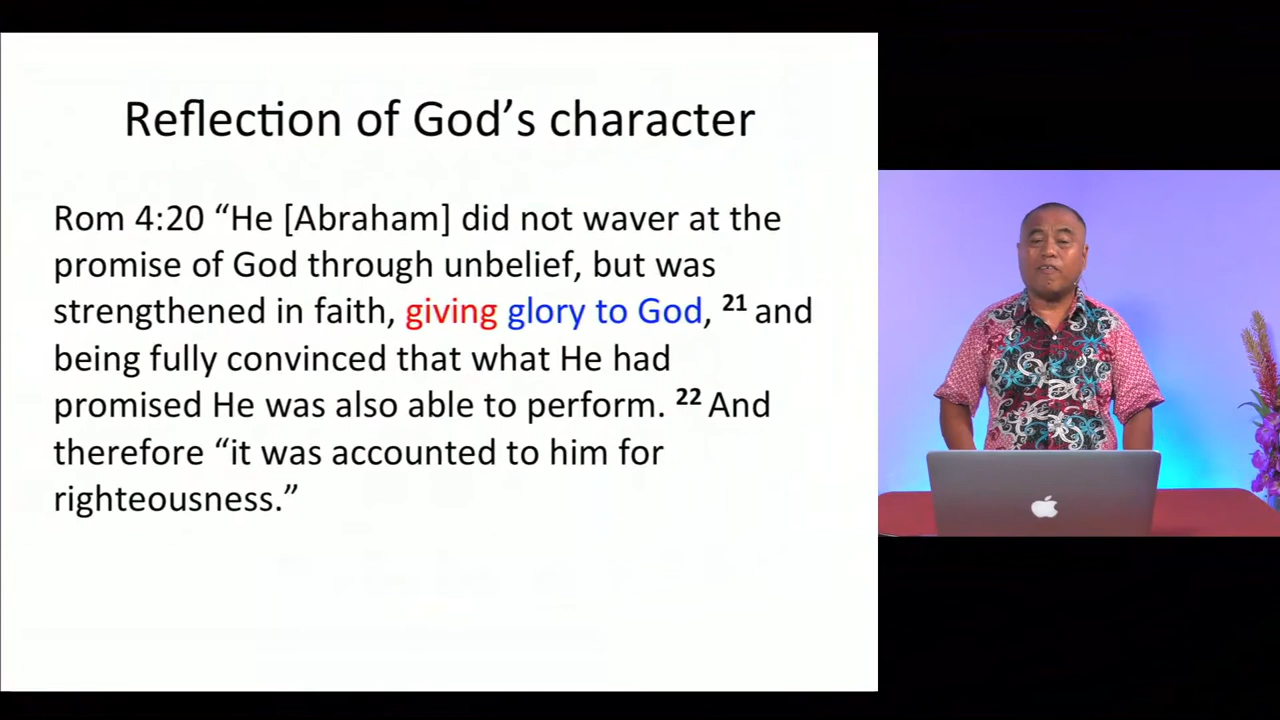 Reflection of God’s character
Rom 4:20 “He [Abraham] did not waver at the
promise of God through unbelief, but was
strengthened in faith, giving glory to God, 21 and
being fully convinced that what He had
promised He was also able to perform. 22 And
therefore “it was accounted to him for
righteousness.”